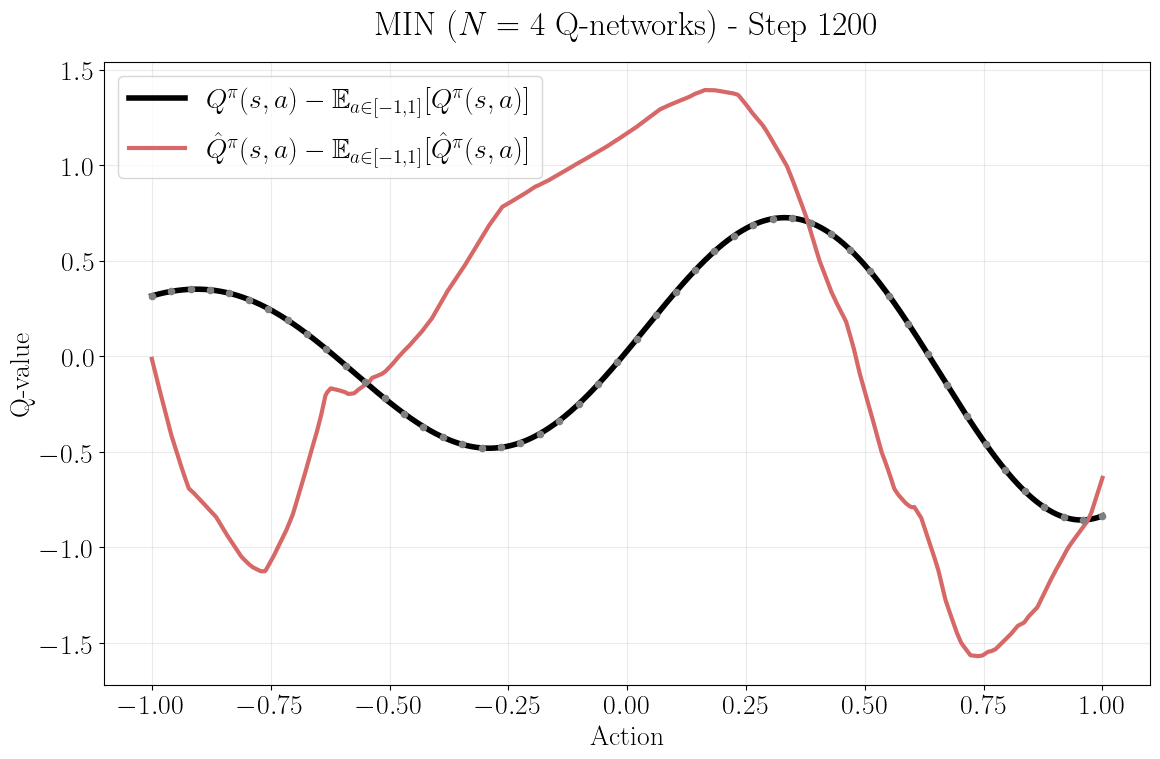 MIN (N = 4 Q-networks) - Step 1200
Q^π(s, a) − 𝔼_{a∈[−1,1]}[Q^π(s, a)]
Q̂^π(s, a) − 𝔼_{a∈[−1,1]}[Q̂^π(s, a)]
1.5
1.0
0.5
0.0
−0.5
−1.0
−1.5
Q-value
−1.00 −0.75 −0.50 −0.25 0.00 0.25 0.50 0.75 1.00
Action